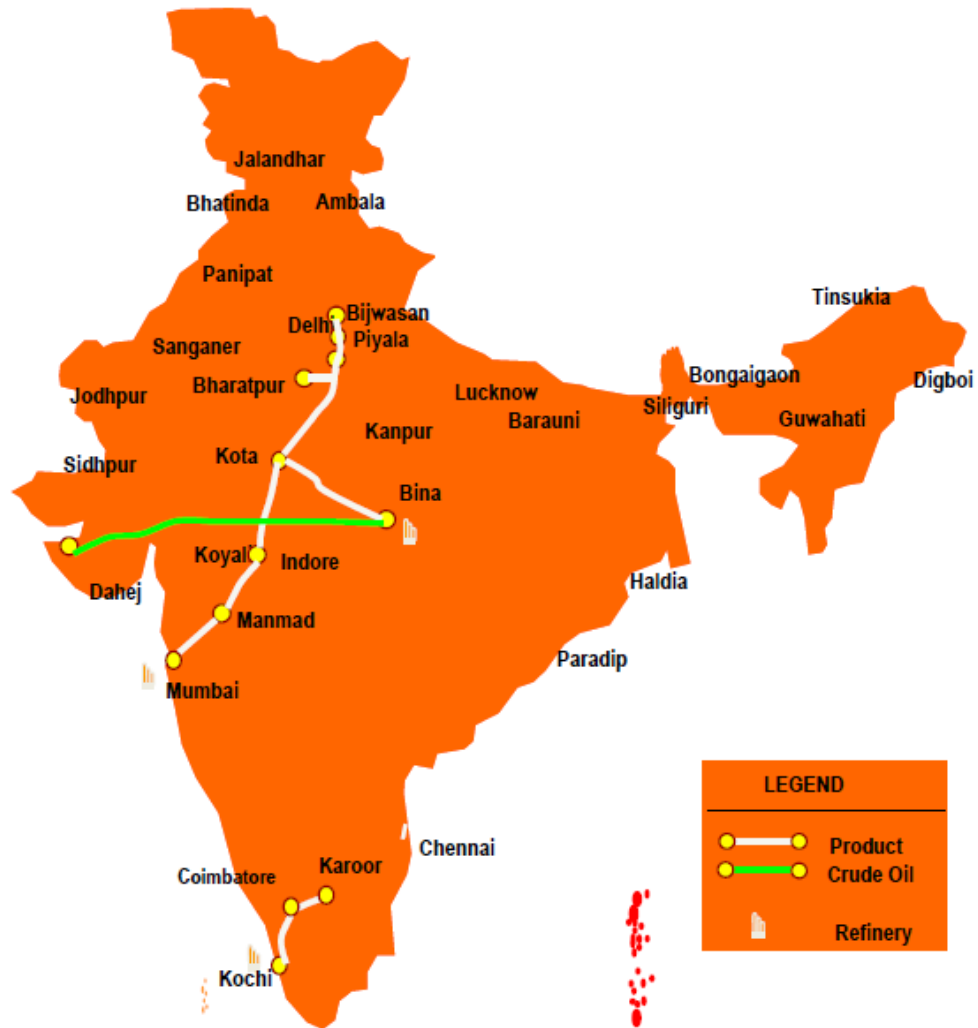 Jalandhar
Bhatinda
Ambala
Panipat
Tinsukia
Bijwasan
Delhi
Piyala
Sanganer
Bongaigaon
Digboi
Bharatpur
Lucknow
Jodhpur
Siliguri
Barauni
Guwahati
Kanpur
Kota
Sidhpur
Bina
Koyali
Indore
Haldia
Dahej
Manmad
Paradip
Mumbai
LEGEND
Chennai
Product
Karoor
Coimbatore
Crude Oil
Refinery
Kochi